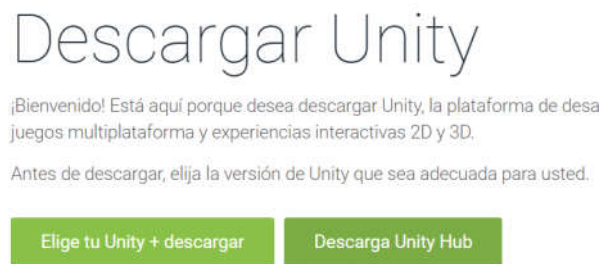 Descargar Unity
¡Bienvenido! Está aquí porque desea descargar Unity, la plataforma de desa
juegos multiplataforma y experiencias interactivas 2D y 3D.
Antes de descargar, elija la versión de Unity que sea adecuada para usted.
Elige tu Unity + descargar
Descarga Unity Hub